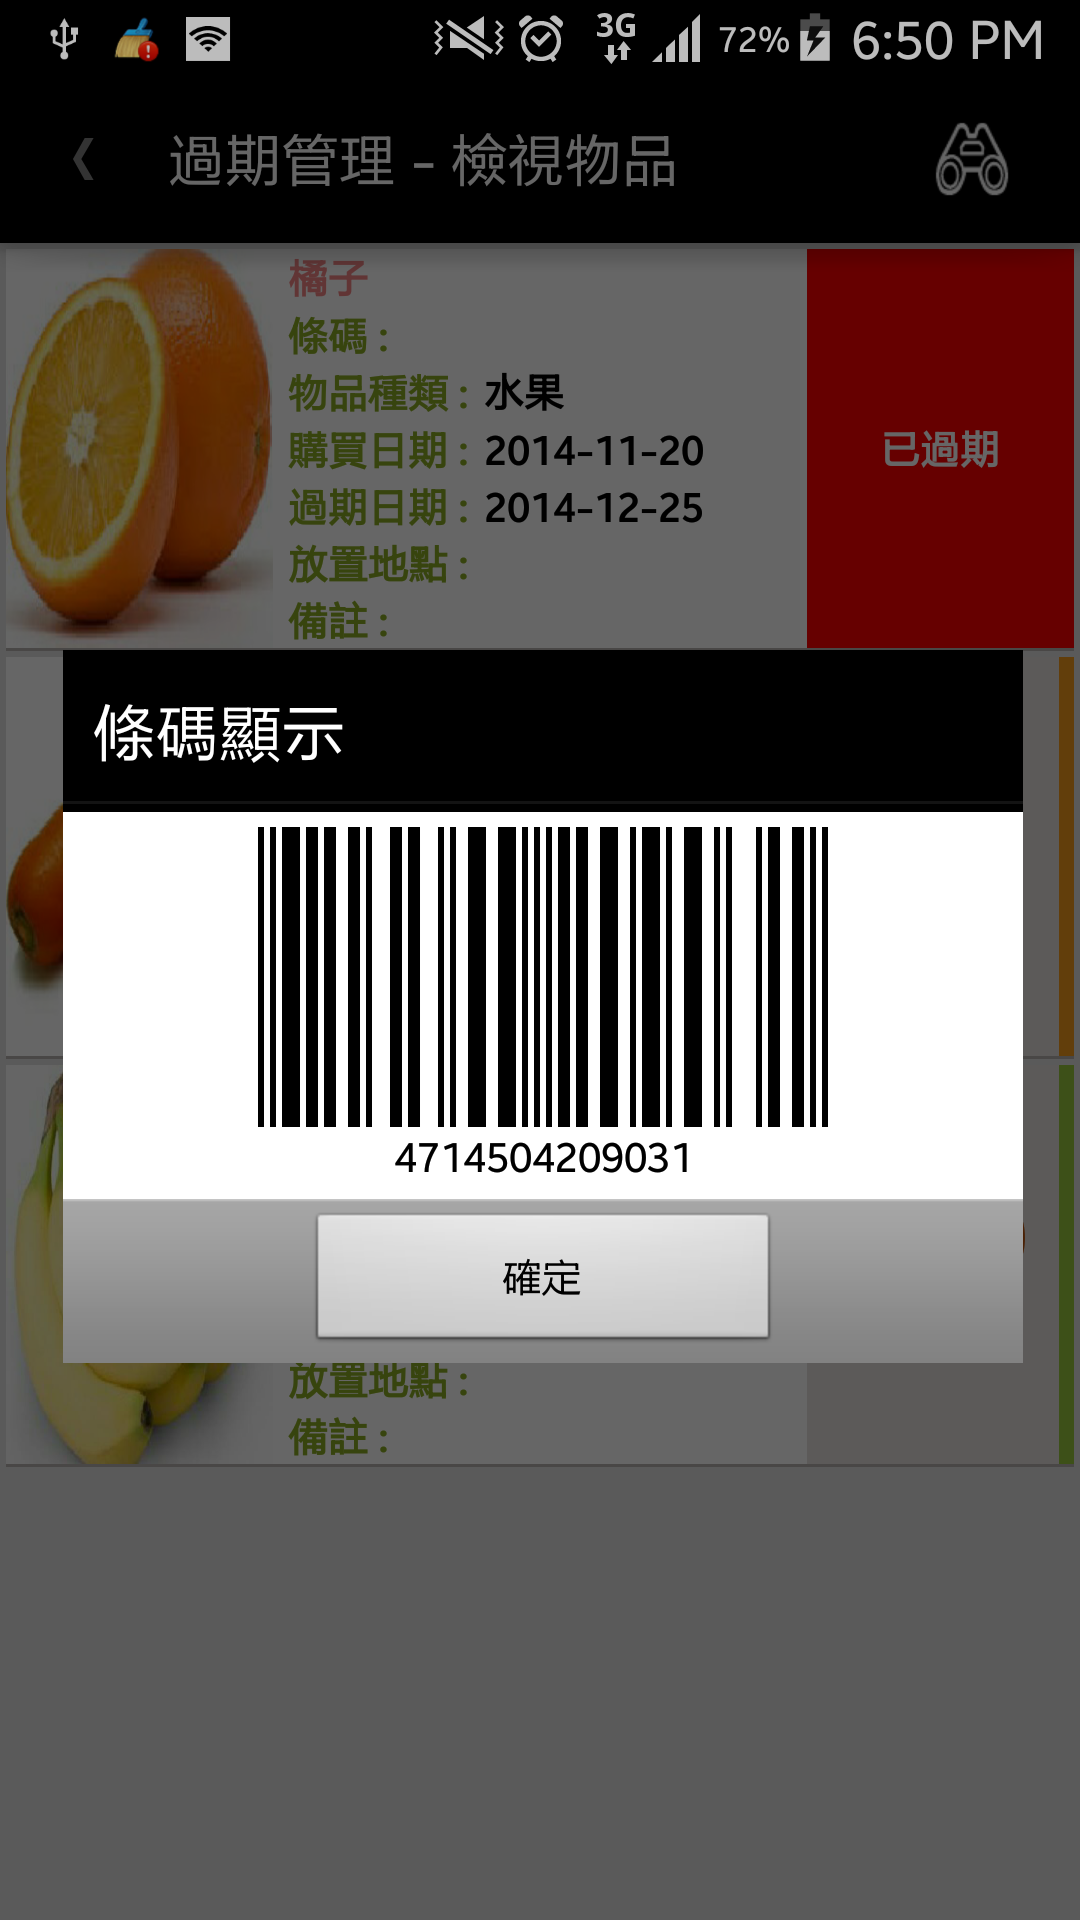 3G 72% 6:50 PM
過期管理 - 檢視物品
橘子
條碼 :
物品種類 : 水果
購買日期 : 2014-11-20
過期日期 : 2014-12-25
放置地點 :
備註 :
已過期
條碼顯示
4714504209031
確定
放置地點 :
備註 :